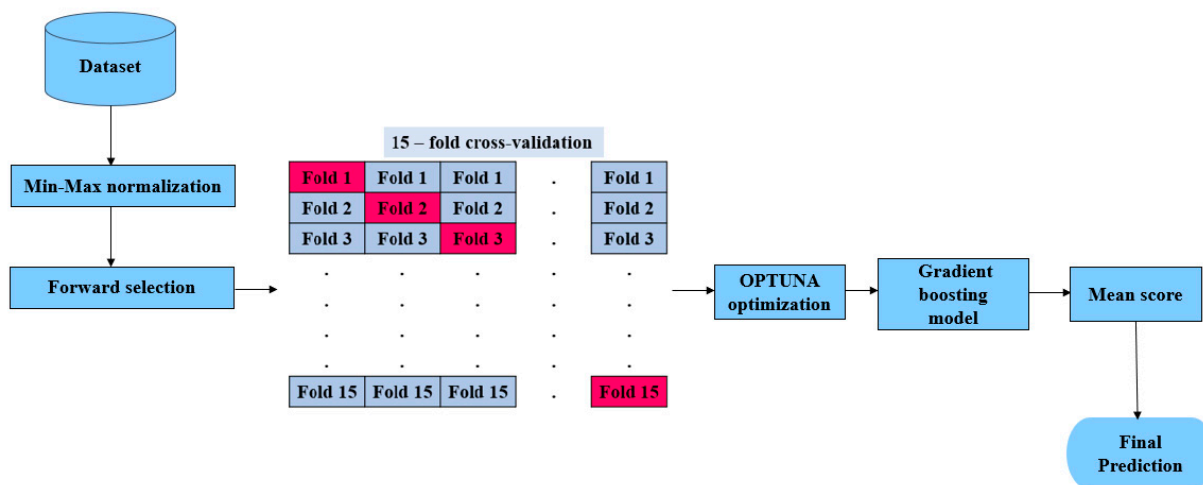 Dataset
Min-Max normalization
Forward selection
15 – fold cross-validation
Fold 1 Fold 1 Fold 1 . Fold 1
Fold 2 Fold 2 Fold 2 . Fold 2
Fold 3 Fold 3 Fold 3 . Fold 3
. . . . .
. . . . .
. . . . .
. . . . .
Fold 15 Fold 15 Fold 15 . Fold 15
OPTUNA
optimization
Gradient
boosting
model
Mean score
Final
Prediction